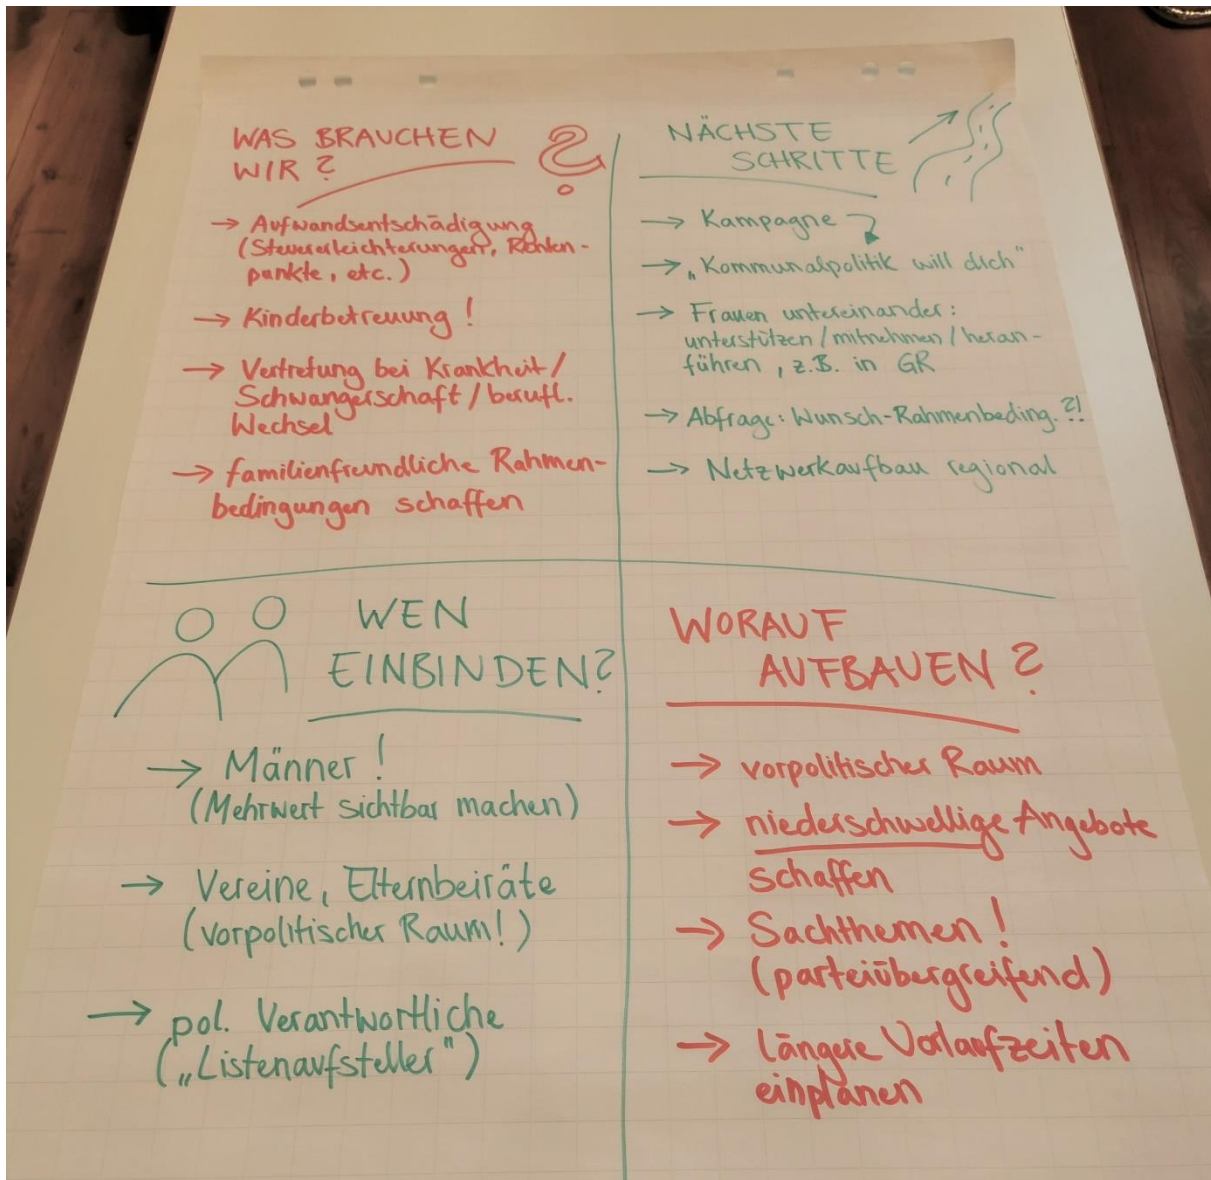 WAS BRAUCHEN
WIR?
→ Aufwandsentschädigung
(Steuererleichterungen, Renten-
punkte, etc.)
→ Kinderbetreuung!
→ Vertretung bei Krankheit/
Schwangerschaft/berufl.
Wechsel
→ familienfreundliche Rahmen-
bedingungen schaffen
NÄCHSTE
SCHRITTE
→ Kampagne
→ „Kommunalpolitik will dich"
→ Frauen untereinander:
unterstützen/mitnehmen/heran-
führen, z.B. in GR
→ Abfrage: Wunsch-Rahmenbeding.?!
→ Netzwerkaufbau regional
WEN
EINBINDEN?
→ Männer!
(Mehrwert sichtbar machen)
→ Vereine, Elternbeiräte
(vorpolitischer Raum!)
→ pol. Verantwortliche
(„Listenaufsteller")
WORAUF
AUFBAUEN?
→ vorpolitischer Raum
→ niederschwellige Angebote
schaffen
→ Sachthemen!
(parteiübergreifend)
→ längere Vorlaufzeiten
einplanen